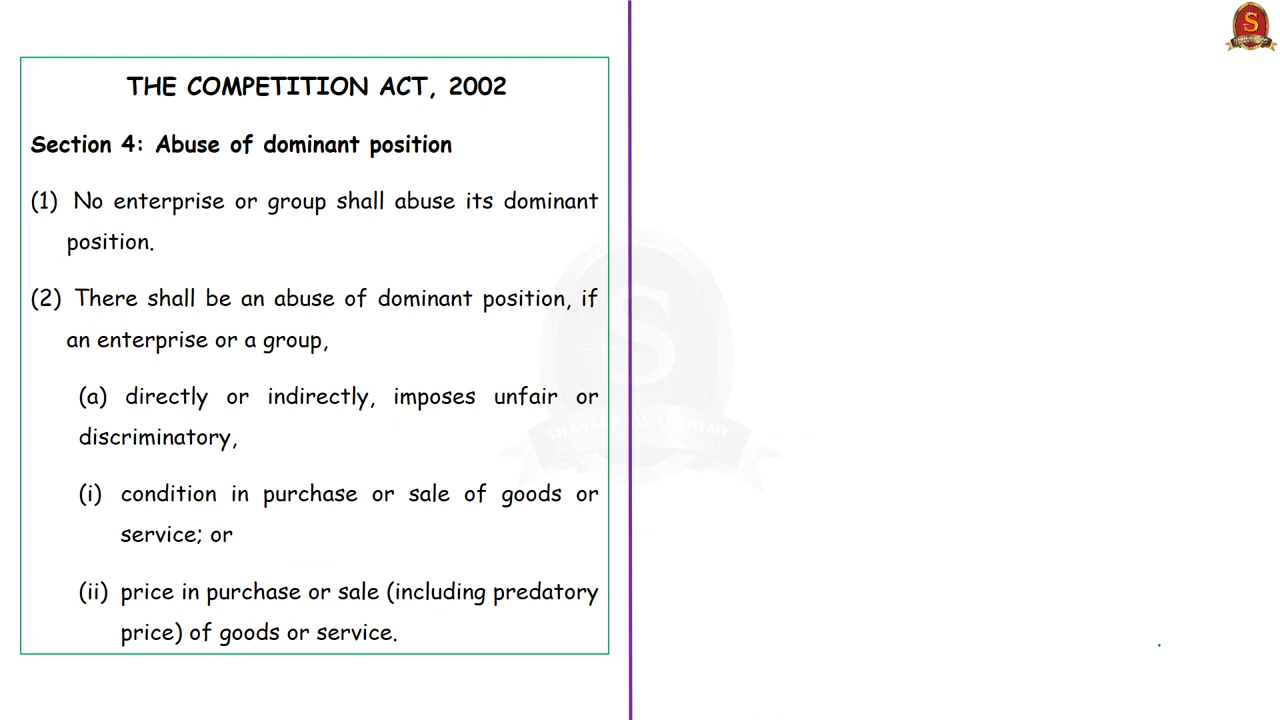 THE COMPETITION ACT, 2002
Section 4: Abuse of dominant position
(1) No enterprise or group shall abuse its dominant
position.
(2) There shall be an abuse of dominant position, if
an enterprise or a group,
(a) directly or indirectly, imposes unfair or
discriminatory,
(i) condition in purchase or sale of goods or
service; or
(ii) price in purchase or sale (including predatory
price) of goods or service.
S
SHANKAR IAS ACADEMY
S